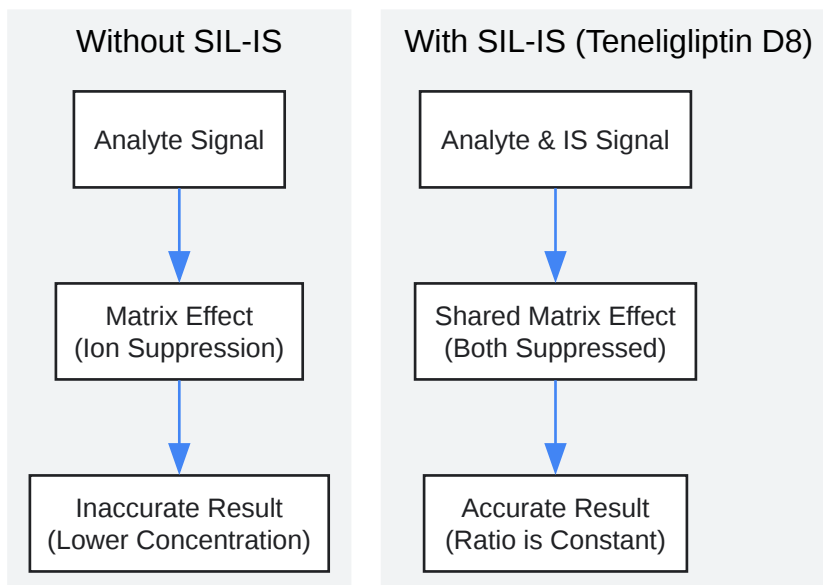 Without SIL-IS
Analyte Signal
Matrix Effect
(Ion Suppression)
Inaccurate Result
(Lower Concentration)
With SIL-IS (Teneligliptin D8)
Analyte & IS Signal
Shared Matrix Effect
(Both Suppressed)
Accurate Result
(Ratio is Constant)